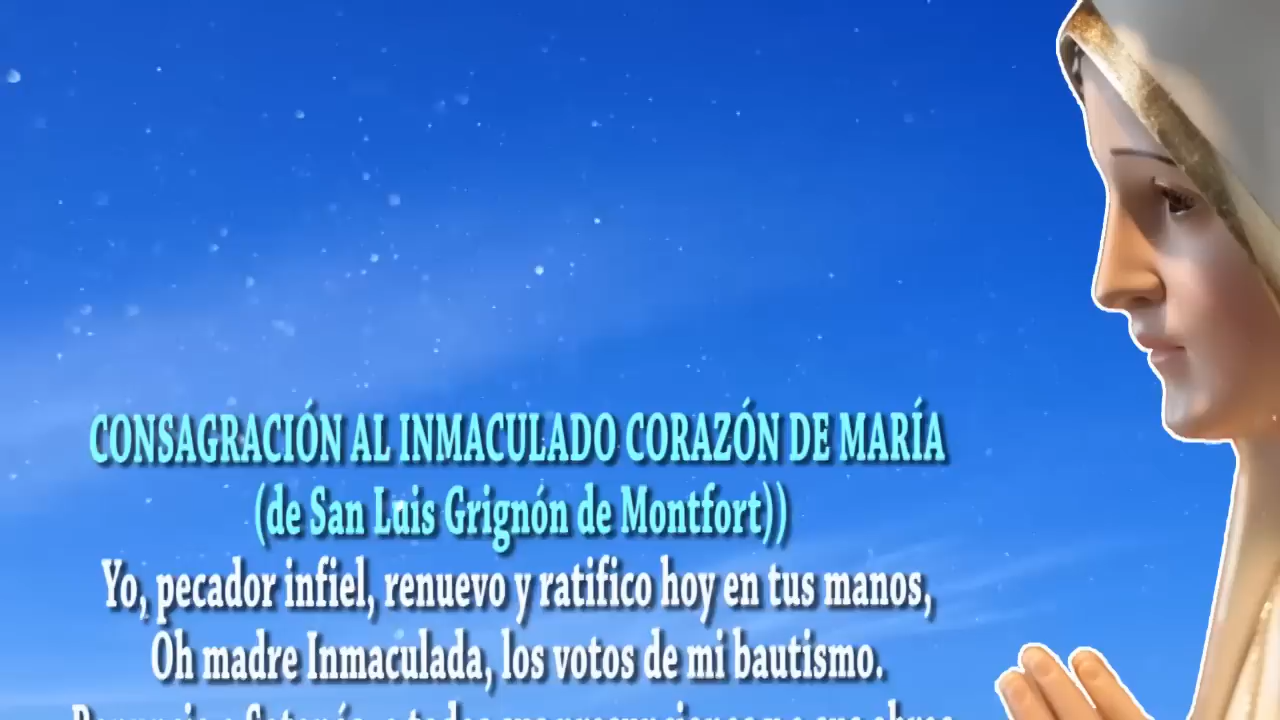 CONSAGRACIÓN AL INMACULADO CORAZÓN DE MARÍA
(de San Luis Grignón de Montfort))
Yo, pecador infiel, renuevo y ratifico hoy en tus manos,
Oh madre Inmaculada, los votos de mi bautismo.